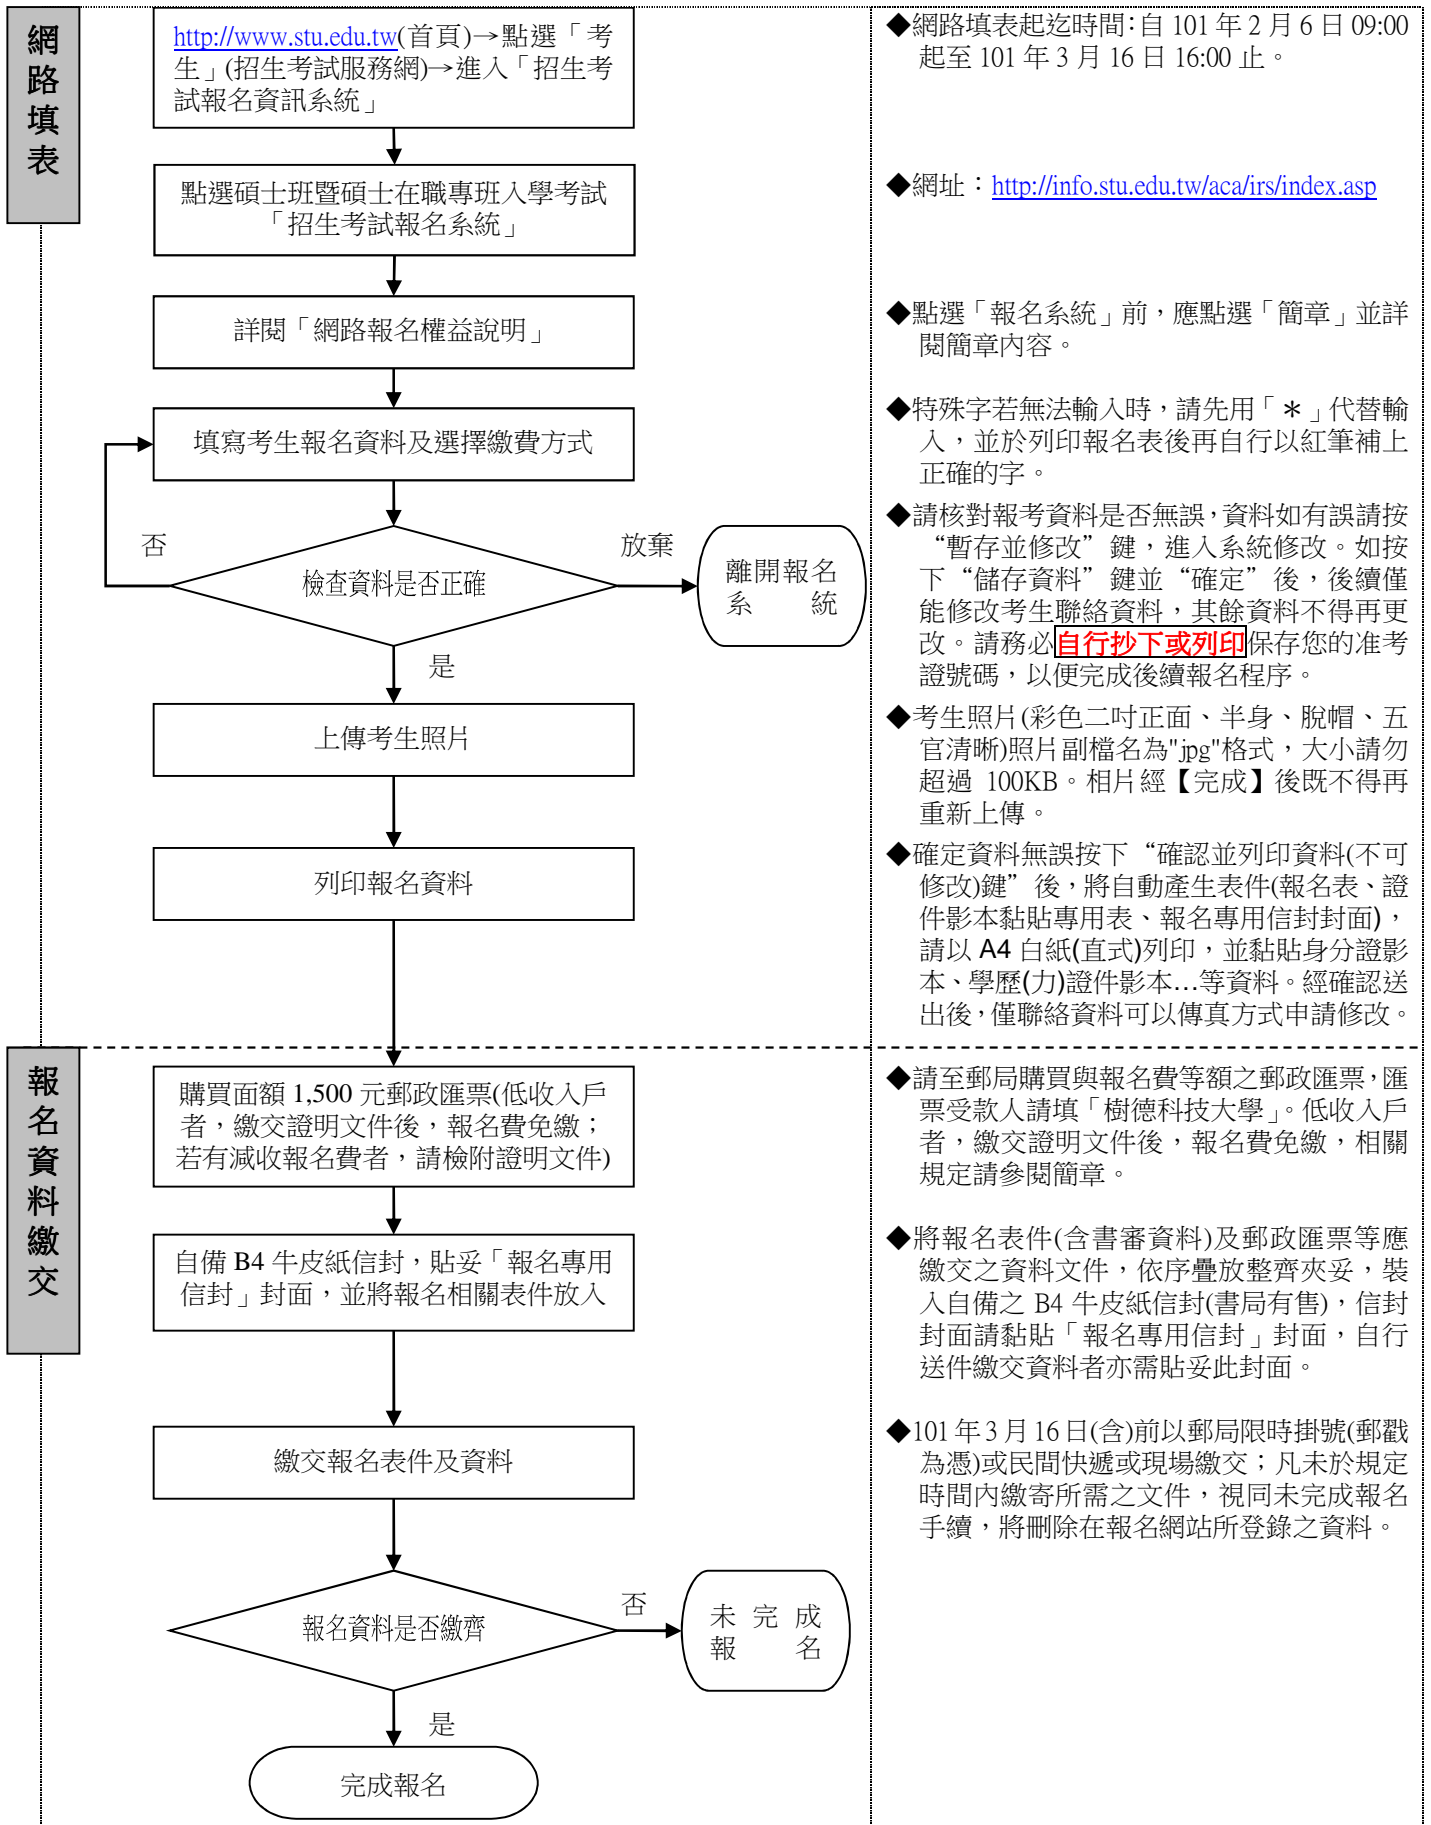 網路填表
http://www.stu.edu.tw(首頁)→點選「考
生」(招生考試服務網)→進入「招生考
試報名資訊系統」
點選碩士班暨碩士在職專班入學考試
「招生考試報名系統」
詳閱「網路報名權益說明」
填寫考生報名資料及選擇繳費方式
否
檢查資料是否正確
放棄
離開報名
系統
是
上傳考生照片
列印報名資料
◆網路填表起迄時間:自 101 年 2 月 6 日 09:00
起至 101 年 3 月 16 日 16:00 止。
◆網址：http://info.stu.edu.tw/aca/irs/index.asp
◆點選「報名系統」前，應點選「簡章」並詳
閱簡章內容。
◆特殊字若無法輸入時，請先用「＊」代替輸
入，並於列印報名表後再自行以紅筆補上
正確的字。
◆請核對報考資料是否無誤，資料如有誤請按
“暫存並修改”鍵，進入系統修改。如按
下“儲存資料”鍵並“確定”後，後續僅
能修改考生聯絡資料，其餘資料不得再更
改。請務必自行抄下或列印保存您的准考
證號碼，以便完成後續報名程序。
◆考生照片(彩色二吋正面、半身、脫帽、五
官清晰)照片副檔名為"jpg"格式，大小請勿
超過 100KB。相片經【完成】後既不得再
重新上傳。
◆確定資料無誤按下“確認並列印資料(不可
修改)鍵”後，將自動產生表件(報名表、證
件影本黏貼專用表、報名專用信封封面)，
請以 A4 白紙(直式)列印，並黏貼身分證影
本、學歷(力)證件影本…等資料。經確認送
出後，僅聯絡資料可以傳真方式申請修改。
報名資料繳交
購買面額 1,500 元郵政匯票(低收入戶
者，繳交證明文件後，報名費免繳；
若有減收報名費者，請檢附證明文件)
自備 B4 牛皮紙信封，貼妥「報名專用
信封」封面，並將報名相關表件放入
繳交報名表件及資料
報名資料是否繳齊
否
未完成
報名
是
完成報名
◆請至郵局購買與報名費等額之郵政匯票，匯
票受款人請填「樹德科技大學」。低收入戶
者，繳交證明文件後，報名費免繳，相關
規定請參閱簡章。
◆將報名表件(含書審資料)及郵政匯票等應
繳交之資料文件，依序疊放整齊夾妥，裝
入自備之 B4 牛皮紙信封(書局有售)，信封
封面請黏貼「報名專用信封」封面，自行
送件繳交資料者亦需貼妥此封面。
◆101 年 3 月 16 日(含)前以郵局限時掛號(郵戳
為憑)或民間快遞或現場繳交；凡未於規定
時間內繳寄所需之文件，視同未完成報名
手續，將刪除在報名網站所登錄之資料。